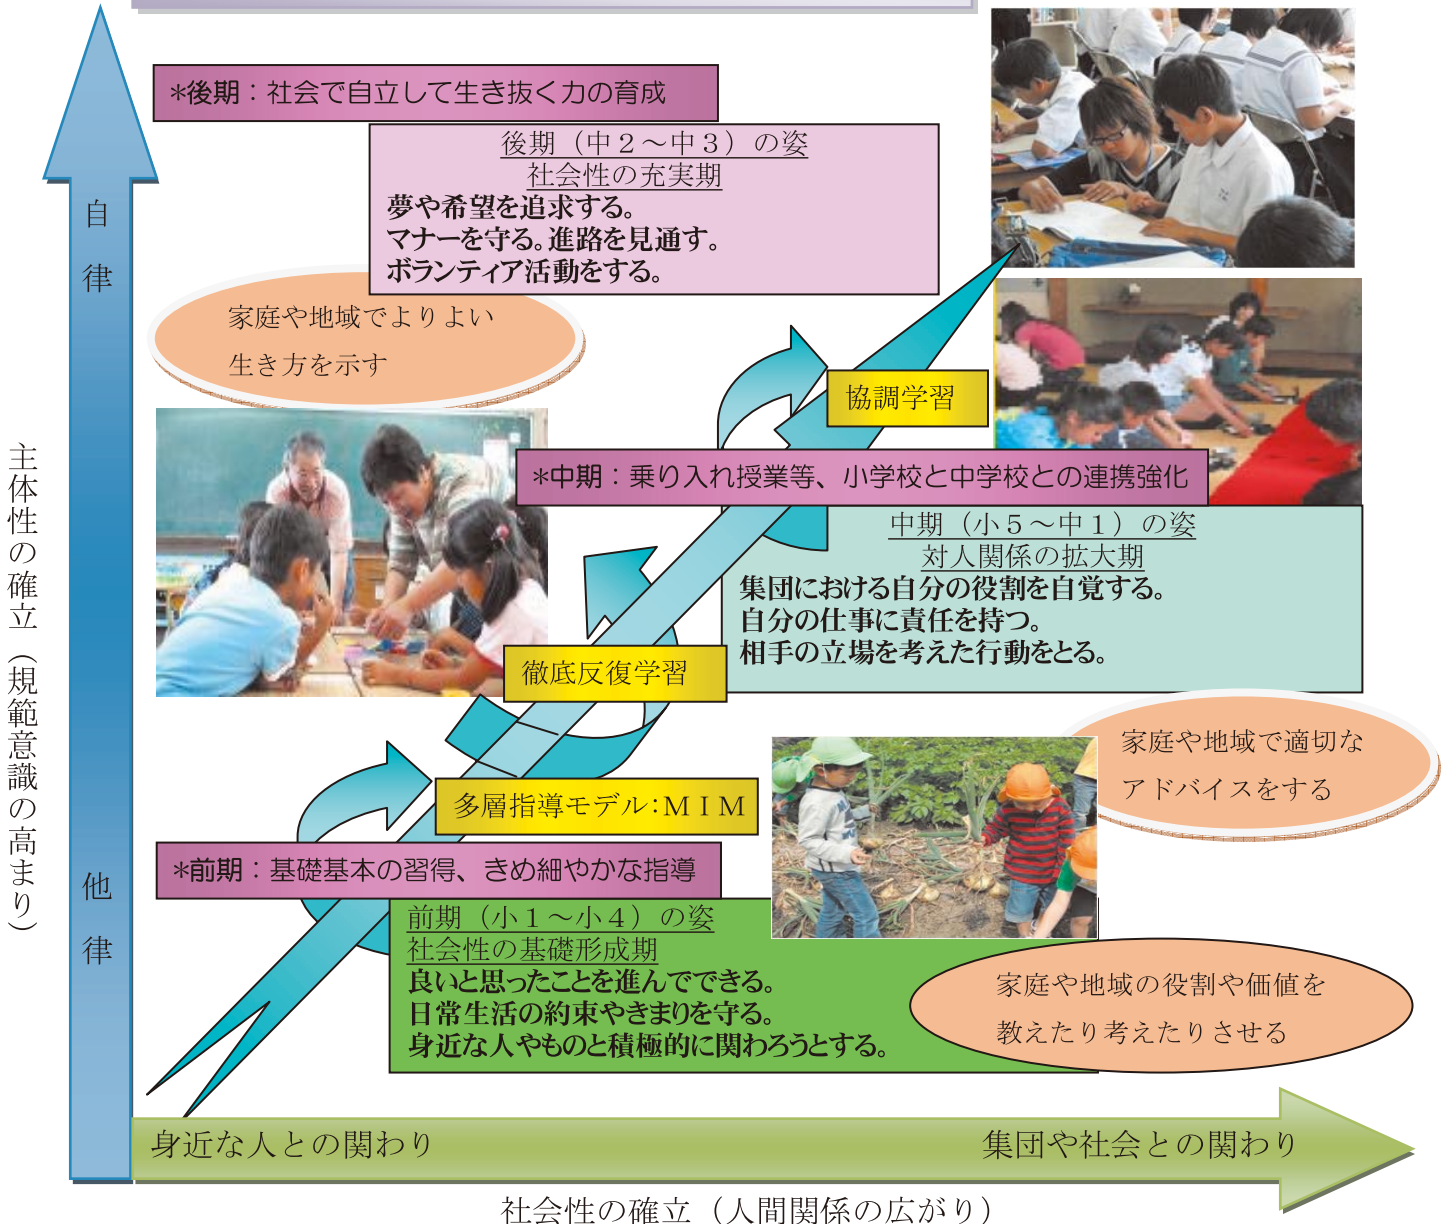 *後期：社会で自立して生き抜く力の育成
後期（中２～中３）の姿
社会性の充実期
夢や希望を追求する。
マナーを守る。進路を見通す。
ボランティア活動をする。
自律
家庭や地域でよりよい
生き方を示す
協調学習
*中期：乗り入れ授業等、小学校と中学校との連携強化
中期（小５～中１）の姿
対人関係の拡大期
集団における自分の役割を自覚する。
自分の仕事に責任を持つ。
相手の立場を考えた行動をとる。
主体性の確立（規範意識の高まり）
徹底反復学習
家庭や地域で適切な
アドバイスをする
多層指導モデル：ＭＩＭ
*前期：基礎基本の習得、きめ細やかな指導
他律
前期（小１～小４）の姿
社会性の基礎形成期
良いと思ったことを進んでできる。
日常生活の約束やきまりを守る。
身近な人やものと積極的に関わろうとする。
家庭や地域の役割や価値を
教えたり考えたりさせる
身近な人との関わり
集団や社会との関わり
社会性の確立（人間関係の広がり）